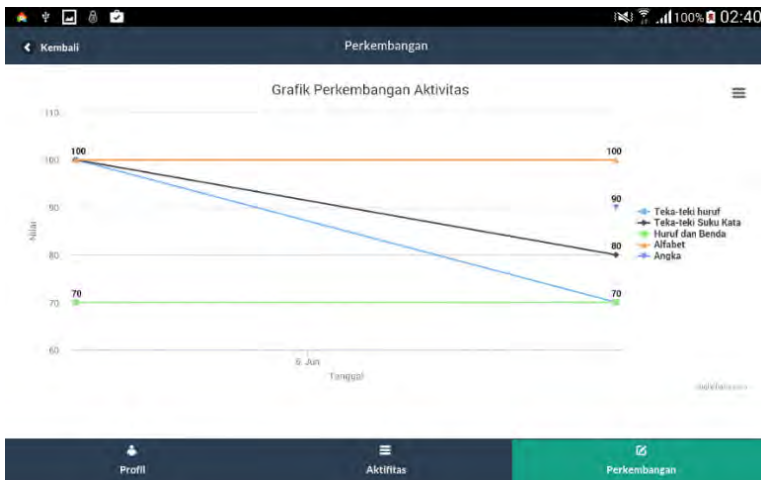 100% 02:40
Kembali
Perkembangan
Grafik Perkembangan Aktivitas
110
100
100
100
90
90
80
80
70
70
70
60
Nilai
6. Jun
Tanggal
Teka-teki huruf
Teka-teki Suku Kata
Huruf dan Benda
Alfabet
Angka
Profil
Aktifitas
Perkembangan